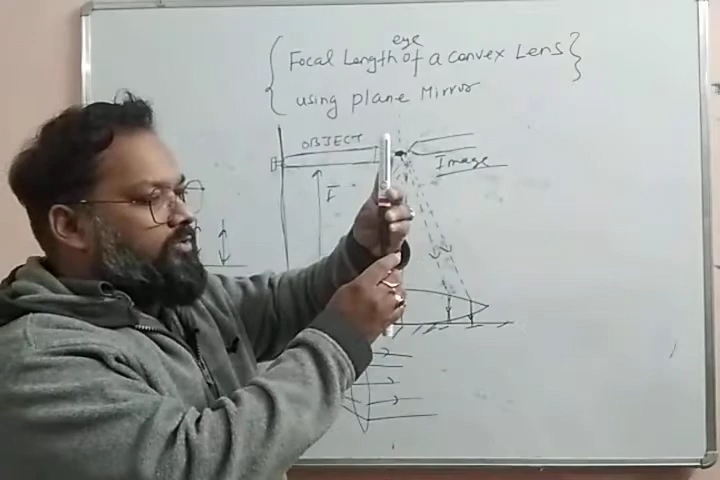 eye
Focal Length of a convex Lens
using plane Mirror
OBJECT
Image
I